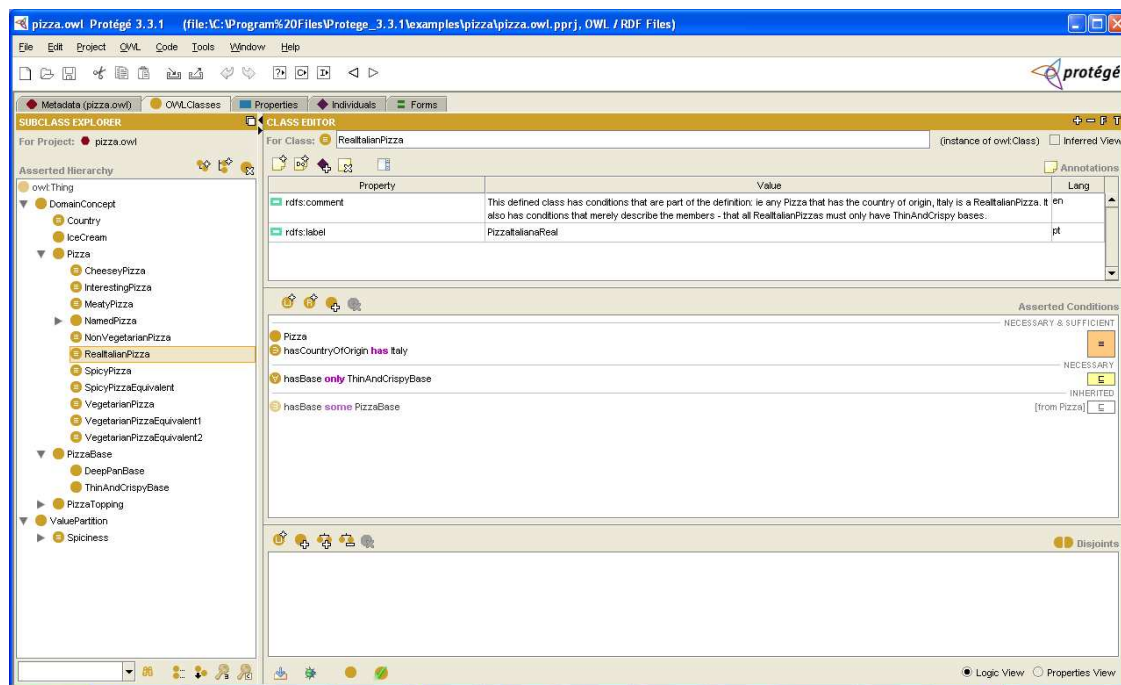 pizza.owl Protégé 3.3.1 (file:\C:\Program%20Files\Protege_3.3.1\examples\pizza\pizza.owl.pprj, OWL / RDF Files)
File Edit Project OWL Code Tools Window Help
protégé
Metadata (pizza.owl) OWLClasses Properties Individuals Forms
SUBCLASS EXPLORER
For Project: pizza.owl
Asserted Hierarchy
owl:Thing
DomainConcept
Country
IceCream
Pizza
CheeseyPizza
InterestingPizza
MeatyPizza
NamedPizza
NonVegetarianPizza
RealItalianPizza
SpicyPizza
SpicyPizzaEquivalent
VegetarianPizza
VegetarianPizzaEquivalent1
VegetarianPizzaEquivalent2
PizzaBase
DeepPanBase
ThinAndCrispyBase
PizzaTopping
ValuePartition
Spiciness
CLASS EDITOR
For Class: RealItalianPizza (instance of owl:Class) Inferred View
Annotations
Property Value Lang
rdfs:comment This defined class has conditions that are part of the definition: ie any Pizza that has the country of origin, Italy is a RealItalianPizza. It en
also has conditions that merely describe the members - that all RealItalianPizzas must only have ThinAndCrispy bases.
rdfs:label PizzaItalianaReal pt
Asserted Conditions
NECESSARY & SUFFICIENT
Pizza
hasCountryOfOrigin has Italy
NECESSARY
hasBase only ThinAndCrispyBase
INHERITED
hasBase some PizzaBase [from Pizza]
Disjoints
Logic View Properties View